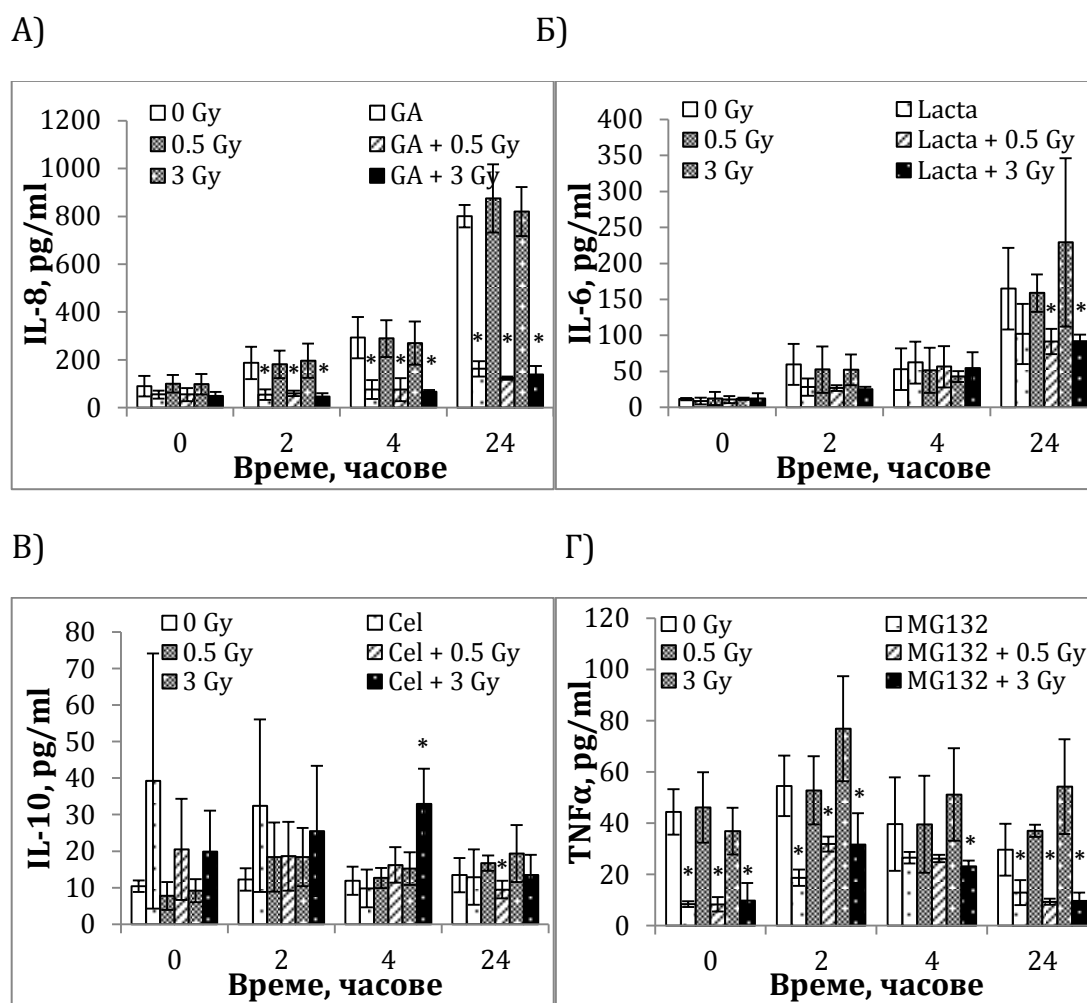 А)
Б)
0 Gy GA
0.5 Gy GA + 0.5 Gy
3 Gy GA + 3 Gy
1200
1000
800
600
400
200
0
IL-8, pg/ml
* * * * * * * * *
0 2 4 24
Време, часове
0 Gy Lacta
0.5 Gy Lacta + 0.5 Gy
3 Gy Lacta + 3 Gy
400
350
300
250
200
150
100
50
0
IL-6, pg/ml
* *
0 2 4 24
Време, часове
В)
Г)
0 Gy Cel
0.5 Gy Cel + 0.5 Gy
3 Gy Cel + 3 Gy
80
70
60
50
40
30
20
10
0
IL-10, pg/ml
* *
0 2 4 24
Време, часове
0 Gy MG132
0.5 Gy MG132 + 0.5 Gy
3 Gy MG132 + 3 Gy
120
100
80
60
40
20
0
TNFα, pg/ml
* * * * * * * * * *
0 2 4 24
Време, часове